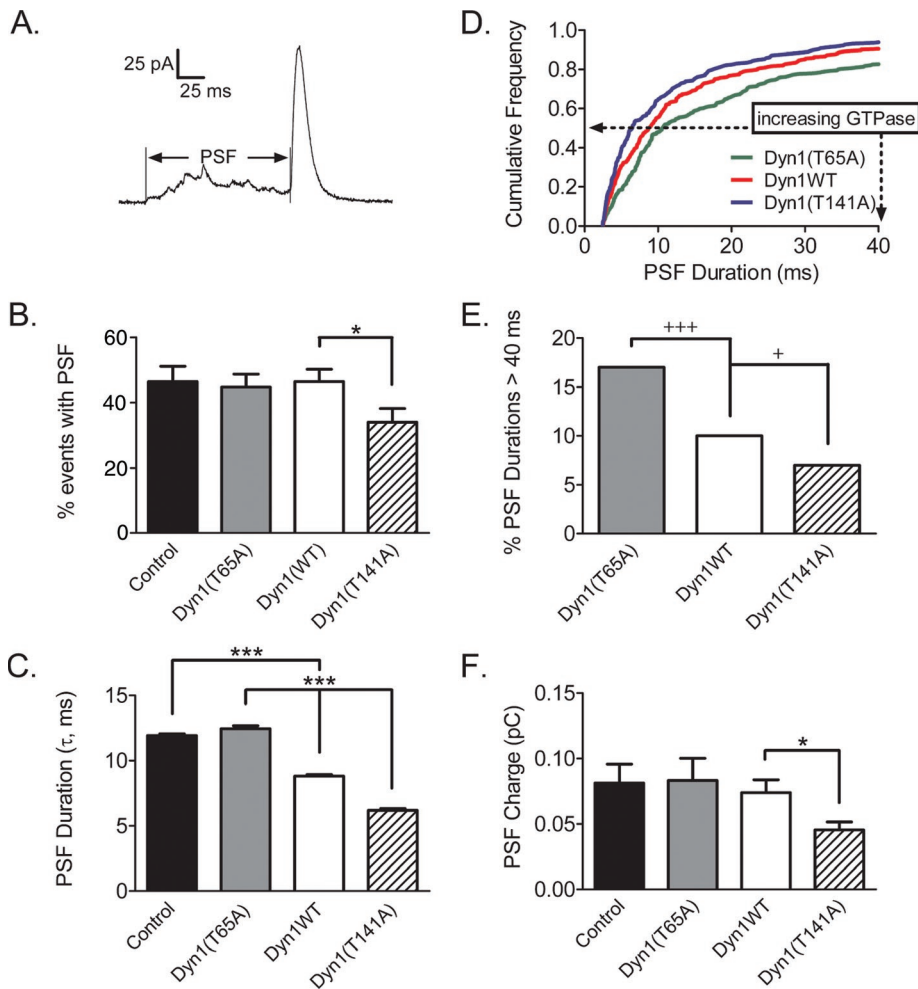 A.
25 pA
25 ms
PSF
B.
% events with PSF
60
40
20
0
*
Control
Dyn1(T65A)
Dyn1(WT)
Dyn1(T141A)
C.
PSF Duration (τ, ms)
15
10
5
0
***
***
Control
Dyn1(T65A)
Dyn1WT
Dyn1(T141A)
D.
Cumulative Frequency
1.0
0.8
0.6
0.4
0.2
0.0
increasing GTPase
Dyn1(T65A)
Dyn1WT
Dyn1(T141A)
0 10 20 30 40
PSF Duration (ms)
E.
% PSF Durations > 40 ms
20
15
10
5
0
+++
+
Dyn1(T65A)
Dyn1WT
Dyn1(T141A)
F.
PSF Charge (pC)
0.15
0.10
0.05
0.00
*
Control
Dyn1(T65A)
Dyn1WT
Dyn1(T141A)